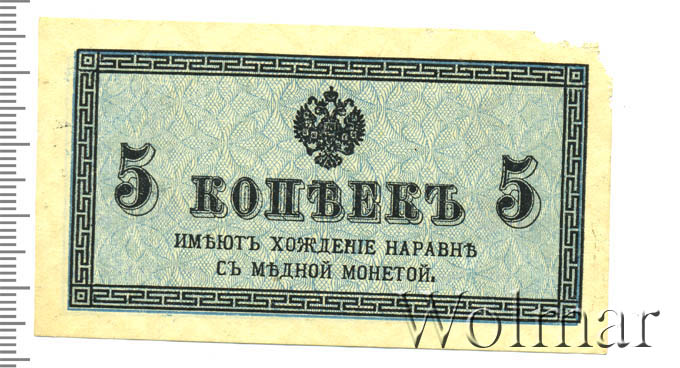 5 КОПѢЕКЪ 5
ИМѢЮТЪ ХОЖДЕНІЕ НАРАВНѢ
СЪ МѢДНОЙ МОНЕТОЙ.
Wolmar